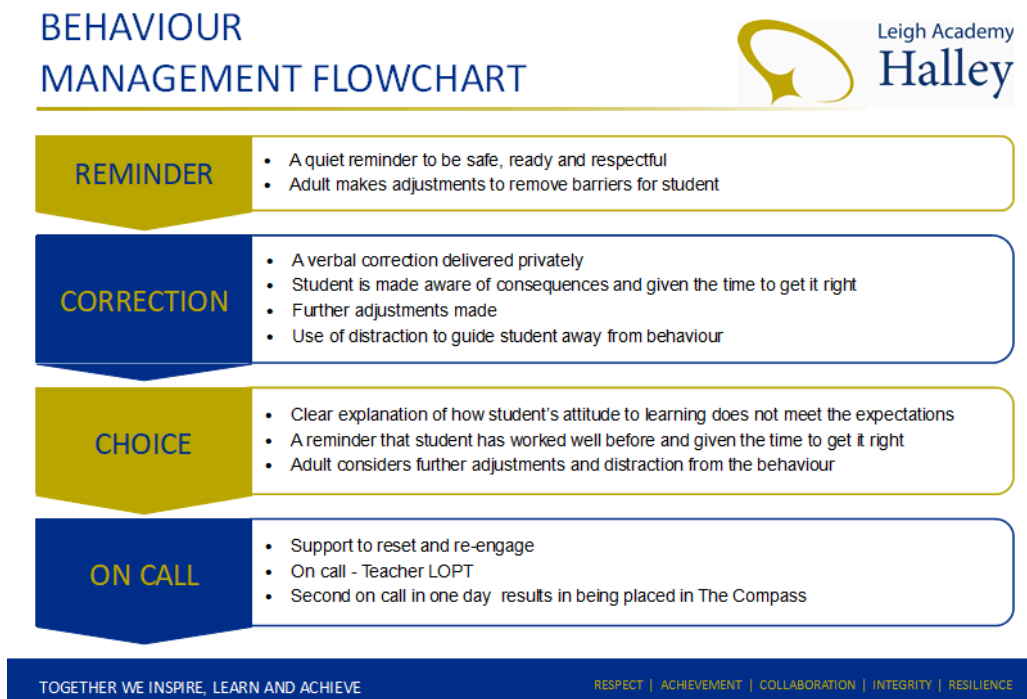 BEHAVIOUR
MANAGEMENT FLOWCHART
Leigh Academy
Halley
REMINDER
• A quiet reminder to be safe, ready and respectful
• Adult makes adjustments to remove barriers for student
CORRECTION
• A verbal correction delivered privately
• Student is made aware of consequences and given the time to get it right
• Further adjustments made
• Use of distraction to guide student away from behaviour
CHOICE
• Clear explanation of how student's attitude to learning does not meet the expectations
• A reminder that student has worked well before and given the time to get it right
• Adult considers further adjustments and distraction from the behaviour
ON CALL
• Support to reset and re-engage
• On call - Teacher LOPT
• Second on call in one day results in being placed in The Compass
TOGETHER WE INSPIRE, LEARN AND ACHIEVE
RESPECT | ACHIEVEMENT | COLLABORATION | INTEGRITY | RESILIENCE